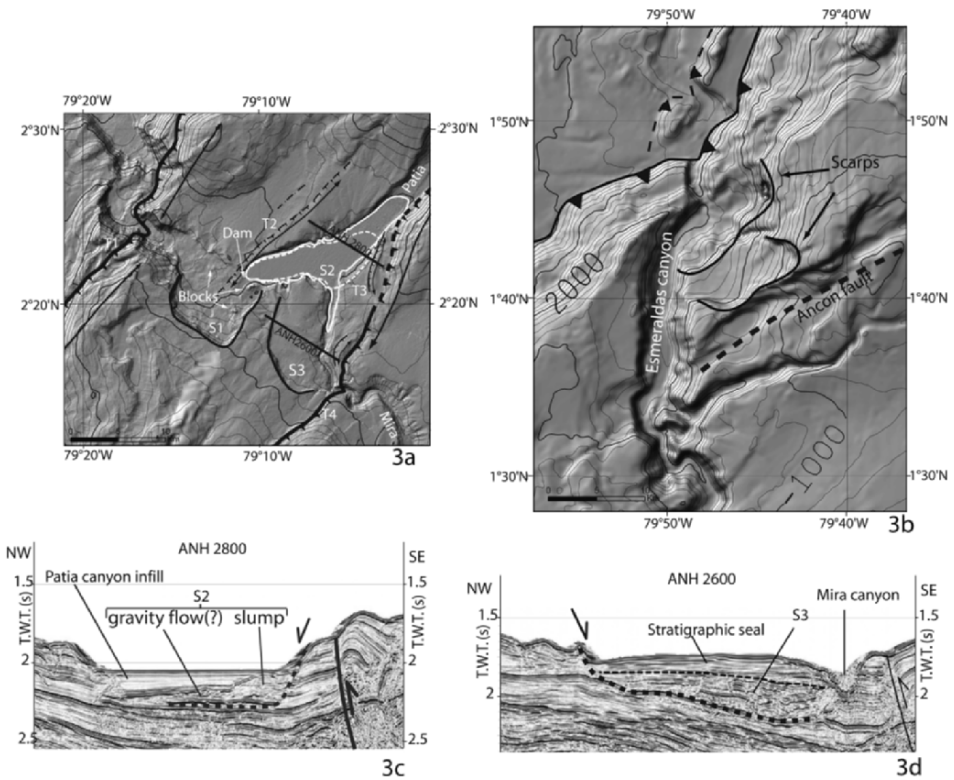 79°20'W 79°10'W
2°30'N 2°30'N
Patia
T2
Dam
S2
T3
Blocks
2°20'N 2°20'N
S1
S3
T4
Mira
79°20'W 79°10'W
3a
79°50'W 79°40'W
1°50'N 1°50'N
Scarps
2000
Esmeraldas canyon
Ancon fault
1°40'N 1°40'N
-1000
1°30'N 1°30'N
79°50'W 79°40'W
3b
NW ANH 2800 SE
Patia canyon infill
1.5 1.5
S2
gravity flow(?) slump
T.W.T. (s) T.W.T. (s)
2 2
2.5 2.5
3c
NW ANH 2600 SE
Mira canyon
1.5 1.5
S3
Stratigraphic seal
T.W.T. (s) T.W.T. (s)
2 2
3d